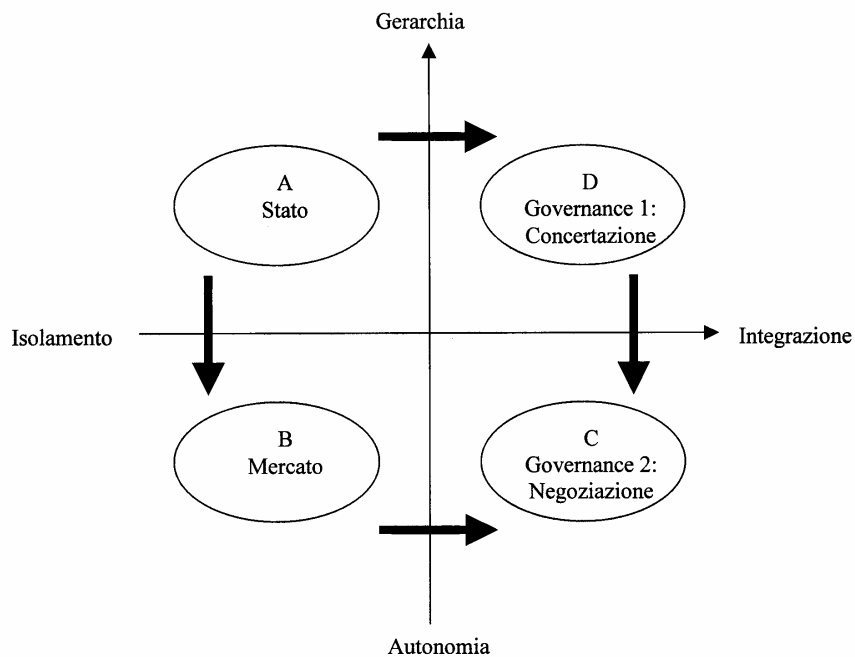 Gerarchia
A
Stato
D
Governance 1:
Concertazione
Isolamento
Integrazione
B
Mercato
C
Governance 2:
Negoziazione
Autonomia